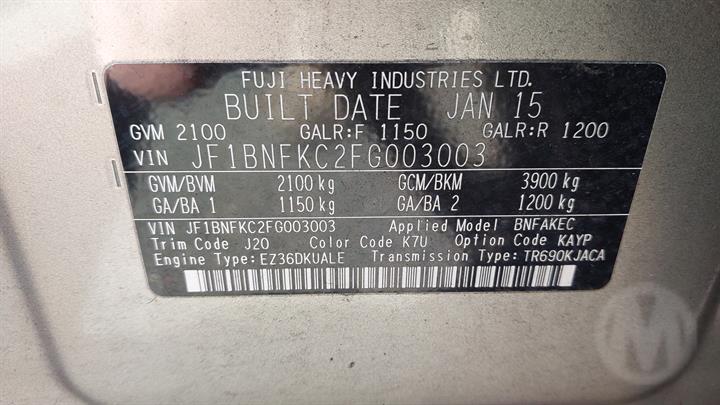 FUJI HEAVY INDUSTRIES LTD.
BUILT DATE JAN 15
GVM 2100 GALR:F 1150 GALR:R 1200
VIN JF1BNFKC2FG003003
GVM/BVM 2100 kg GCM/BKM 3900 kg
GA/BA 1 1150 kg GA/BA 2 1200 kg
VIN JF1BNFKC2FG003003 Applied Model BNFAKEC
Trim Code J20 Color Code K7U Option Code KAYP
Engine Type:EZ36DKUALE Transmission Type:TR690KJACA
M